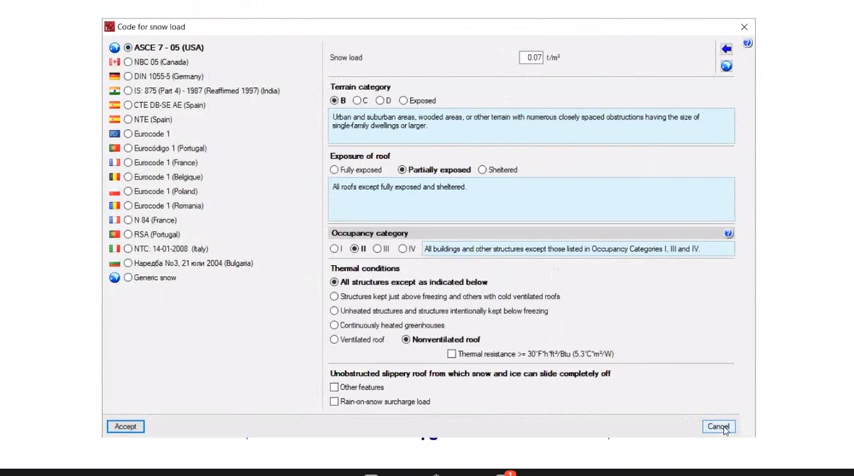 Code for snow load
ASCE 7 - 05 (USA)
NBC 05 (Canada)
DIN 1055-5 (Germany)
IS: 875 (Part 4) - 1987 (Reaffirmed 1997) (India)
CTE DB-SE AE (Spain)
NTE (Spain)
Eurocode 1
Eurocódigo 1 (Portugal)
Eurocode 1 (France)
Eurocode 1 (Belgique)
Eurocode 1 (Poland)
Eurocode 1 (Romania)
N 84 (France)
RSA (Portugal)
NTC: 14-01-2008 (Italy)
Наредба №3, 21 юли 2004 (Bulgaria)
Generic snow
Snow load 0.07 t/m²
Terrain category
B C D Exposed
Urban and suburban areas, wooded areas, or other terrain with numerous closely spaced obstructions having the size of
single-family dwellings or larger.
Exposure of roof
Fully exposed Partially exposed Sheltered
All roofs except fully exposed and sheltered.
Occupancy category
I II III IV All buildings and other structures except those listed in Occupancy Categories I, III and IV.
Thermal conditions
All structures except as indicated below
Structures kept just above freezing and others with cold ventilated roofs
Unheated structures and structures intentionally kept below freezing
Continuously heated greenhouses
Ventilated roof Nonventilated roof
Thermal resistance >= 30°F*h*ft²/Btu (5.3°C*m²/W)
Unobstructed slippery roof from which snow and ice can slide completely off
Other features
Rain-on-snow surcharge load
Accept Cancel